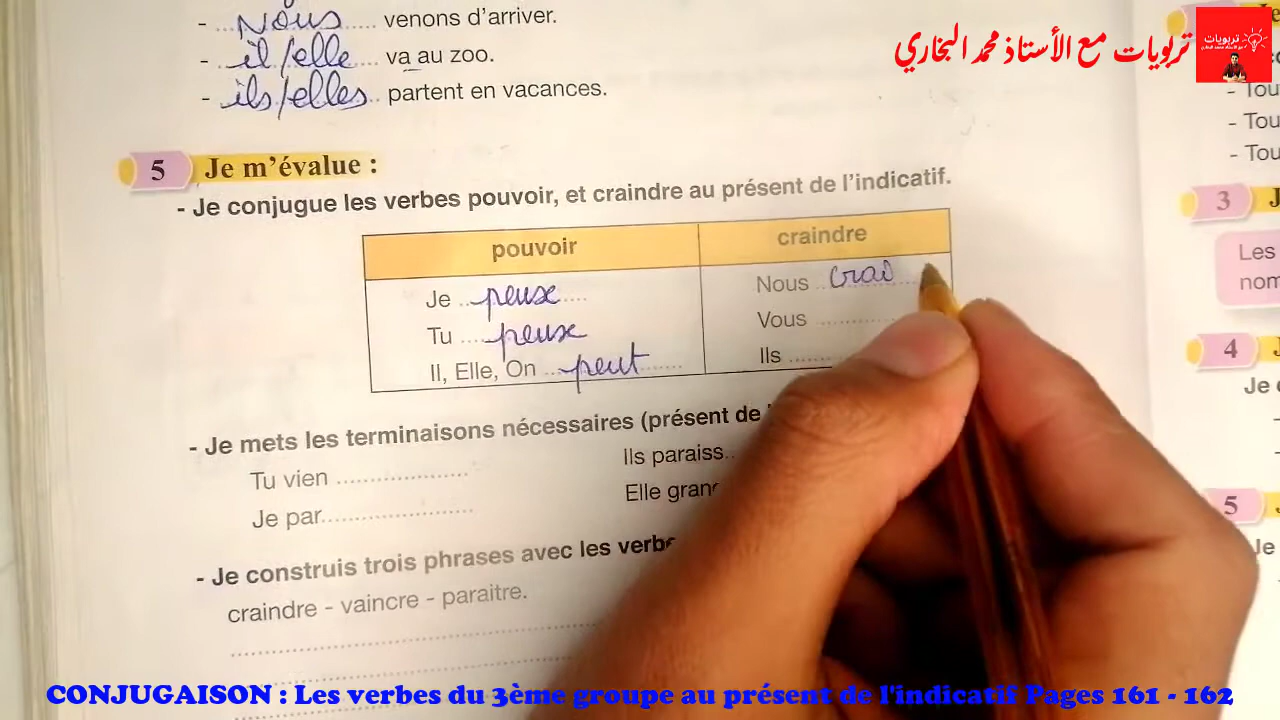 - ...Nous..... venons d’arriver.
- ..il/elle.... va au zoo.
- .ils/elles.. partent en vacances.
تربويات مع الأستاذ محمد البخاري
تربويات
5 Je m’évalue :
- Je conjugue les verbes pouvoir, et craindre au présent de l’indicatif.
pouvoir craindre
Je ..peux.....
Tu ....peux
Il, Elle, On ...peut......
Nous ..crai
Vous ............
Ils ........
- Je mets les terminaisons nécessaires (présent de
Tu vien ....................
Je par.......................
Ils paraiss..
Elle grand
- Je construis trois phrases avec les verbe
craindre - vaincre - paraitre.
- Tou
- Tou
- Tou
3
Les
nom
4
Je
5
Je
CONJUGAISON : Les verbes du 3ème groupe au présent de l'indicatif Pages 161 - 162